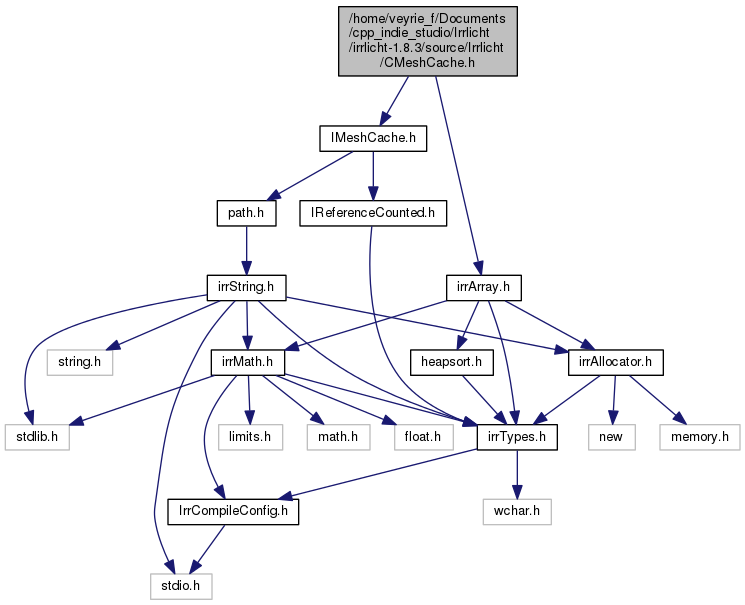 /home/veyrie_f/Documents
/cpp_indie_studio/Irrlicht
/irrlicht-1.8.3/source/Irrlicht
/CMeshCache.h
IMeshCache.h
path.h
IReferenceCounted.h
irrString.h
irrArray.h
string.h
irrMath.h
heapsort.h
irrAllocator.h
stdlib.h
limits.h
math.h
float.h
irrTypes.h
new
memory.h
IrrCompileConfig.h
wchar.h
stdio.h